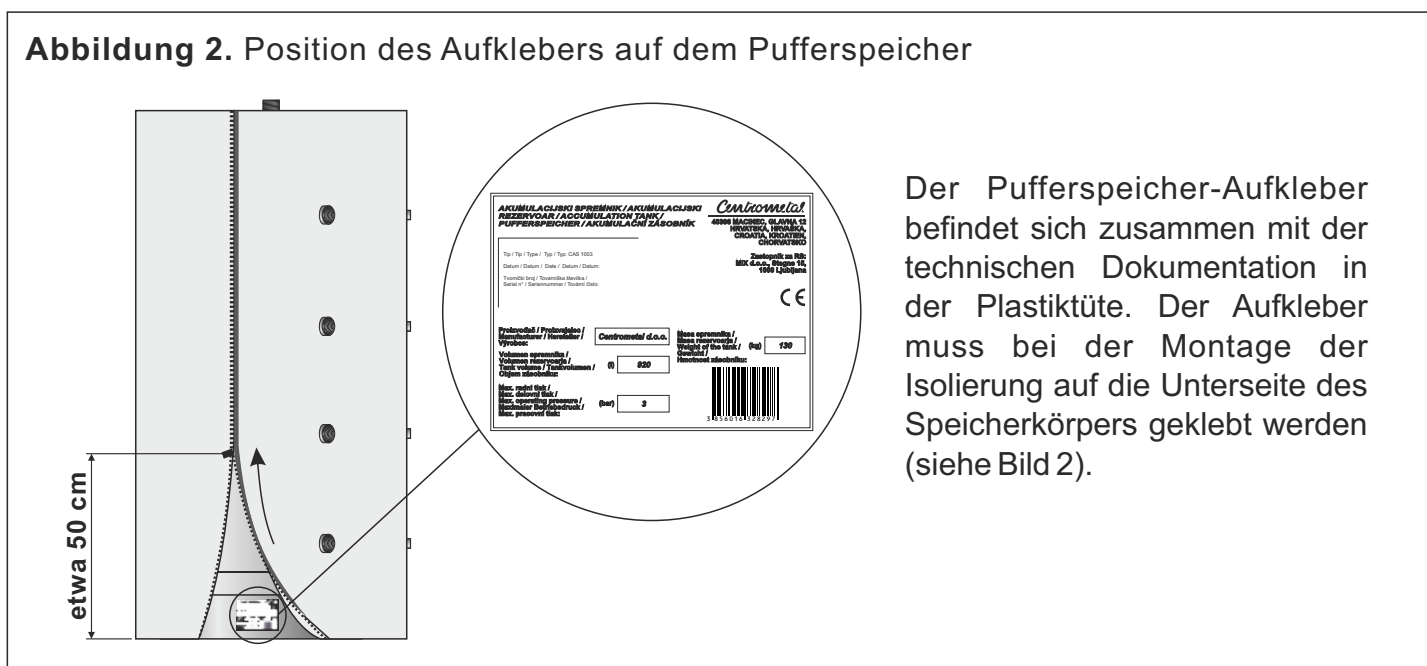 Abbildung 2. Position des Aufklebers auf dem Pufferspeicher
etwa 50 cm
AKUMULACIJSKI SPREMNIK / AKUMULACIJSKI
REZERVOAR / ACCUMULATION TANK /
PUFFERSPEICHER / AKUMULAČNÍ ZÁSOBNÍK
Centrometal
40306 MACINEC, GLAVNA 12
HRVATSKA, HRVAŠKA,
CROATIA, KROATIEN,
CHORVATSKO
Zastopnik za RS:
MIX d.o.o., Stegne 15,
1000 Ljubljana
Tip / Tip / Type / Typ / Typ: CAS 1003
Datum / Datum / Date / Datum / Datum:
Tvornički broj / Tovarniška številka /
Serial n° / Seriennummer / Tovární číslo:
CE
Proizvođač / Proizvajalec /
Manufacturer / Hersteller /
Výrobce:
Centrometal d.o.o.
Masa spremnika /
Masa rezervoarja /
Weight of the tank /
Gewicht /
Hmotnost zásobníku:
(kg) 130
Volumen spremnika /
Volumen rezervoarja /
Tank volume / Tankvolumen /
Objem zásobníku:
(l) 920
Max. radni tlak /
Max. delovni tlak /
Max. operating pressure /
Maximaler Betriebsdruck /
Max. pracovní tlak:
(bar) 3
3 856016 328297
Der Pufferspeicher-Aufkleber
befindet sich zusammen mit der
technischen Dokumentation in
der Plastiktüte. Der Aufkleber
muss bei der Montage der
Isolierung auf die Unterseite des
Speicherkörpers geklebt werden
(siehe Bild 2).